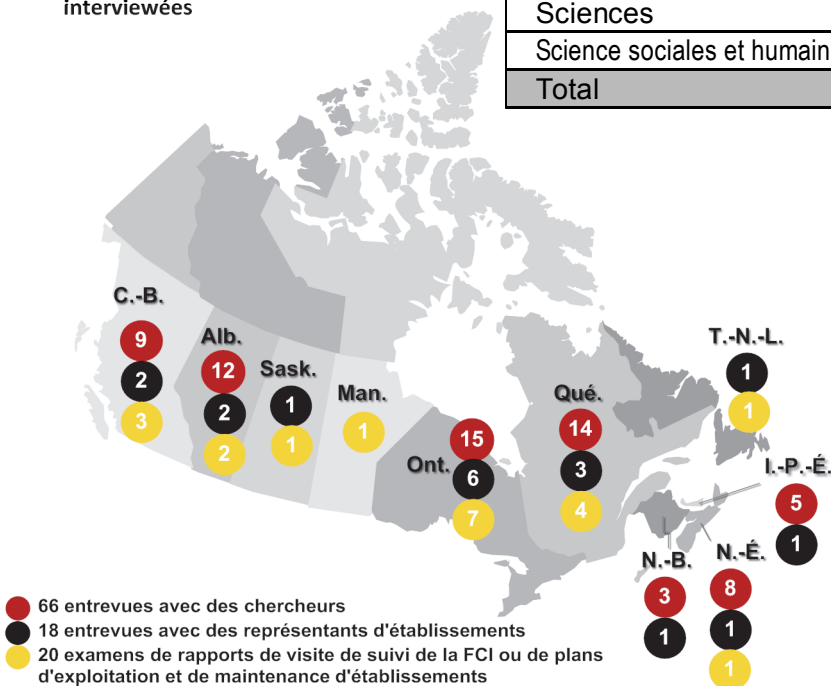 interviewées
Sciences
Science sociales et humain
Total
C.-B.
9
2
3
Alb.
12
2
2
Sask.
1
1
Man.
1
Ont.
15
6
7
Qué.
14
3
4
T.-N.-L.
1
1
I.-P.-É.
5
1
N.-B.
3
1
N.-É.
8
1
1
66 entrevues avec des chercheurs
18 entrevues avec des représentants d'établissements
20 examens de rapports de visite de suivi de la FCI ou de plans
d'exploitation et de maintenance d'établissements